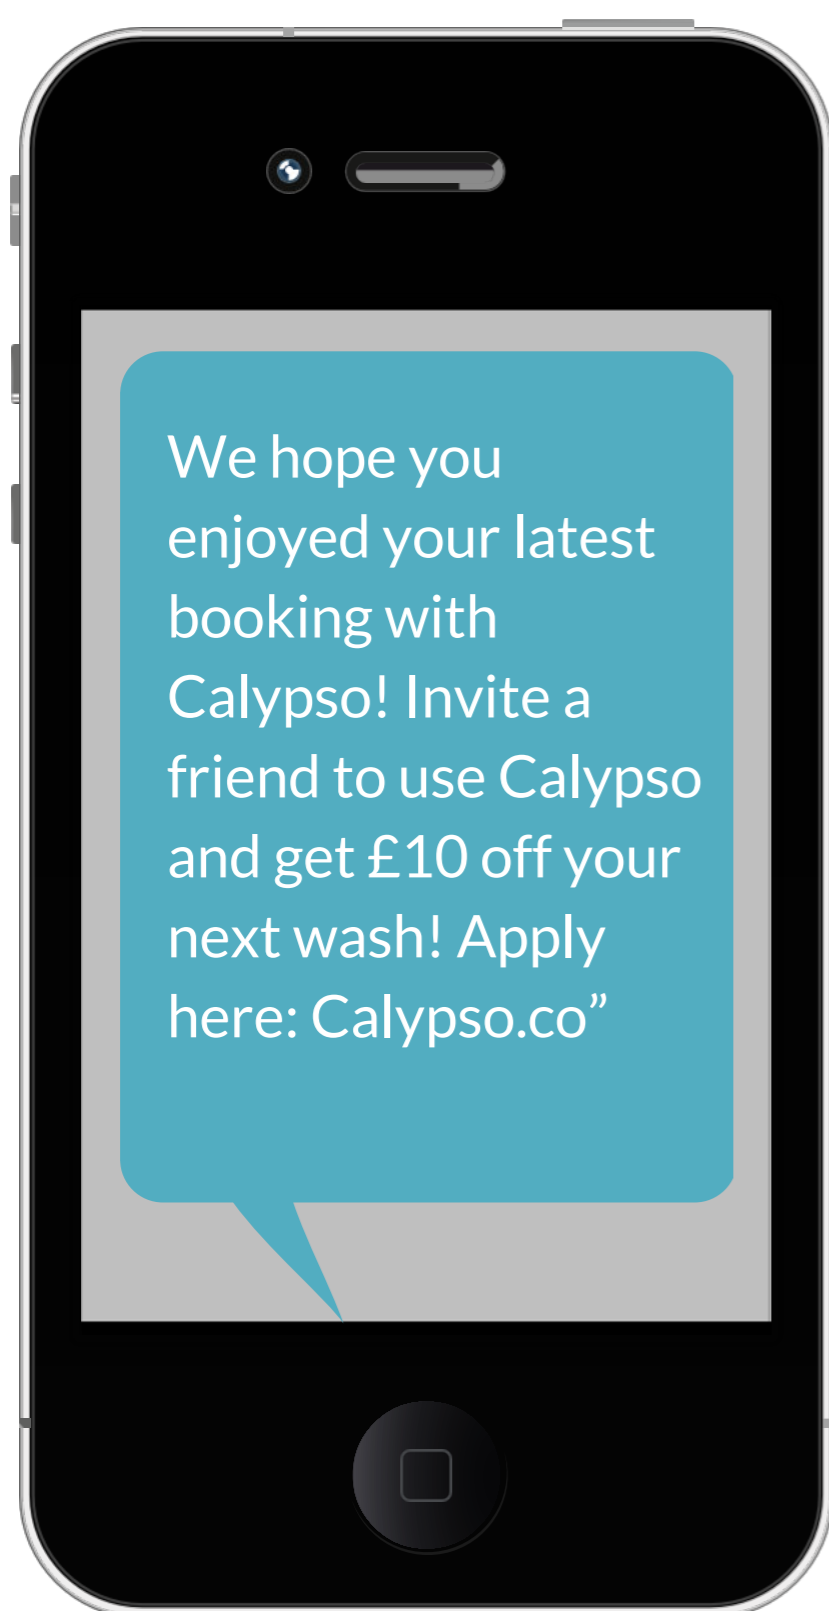 We hope you
enjoyed your latest
booking with
Calypso! Invite a
friend to use Calypso
and get £10 off your
next wash! Apply
here: Calypso.co”